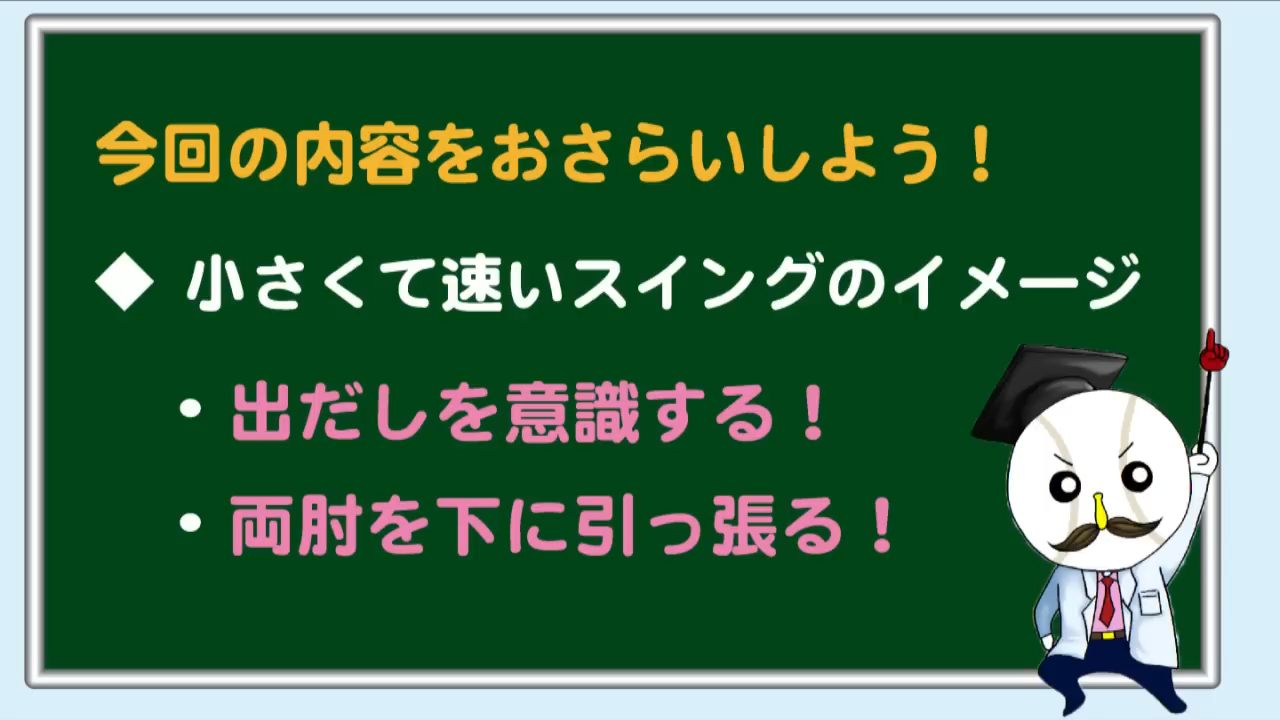 今回の内容をおさらいしよう！
◆ 小さくて速いスイングのイメージ
・出だしを意識する！
・両肘を下に引っ張る！